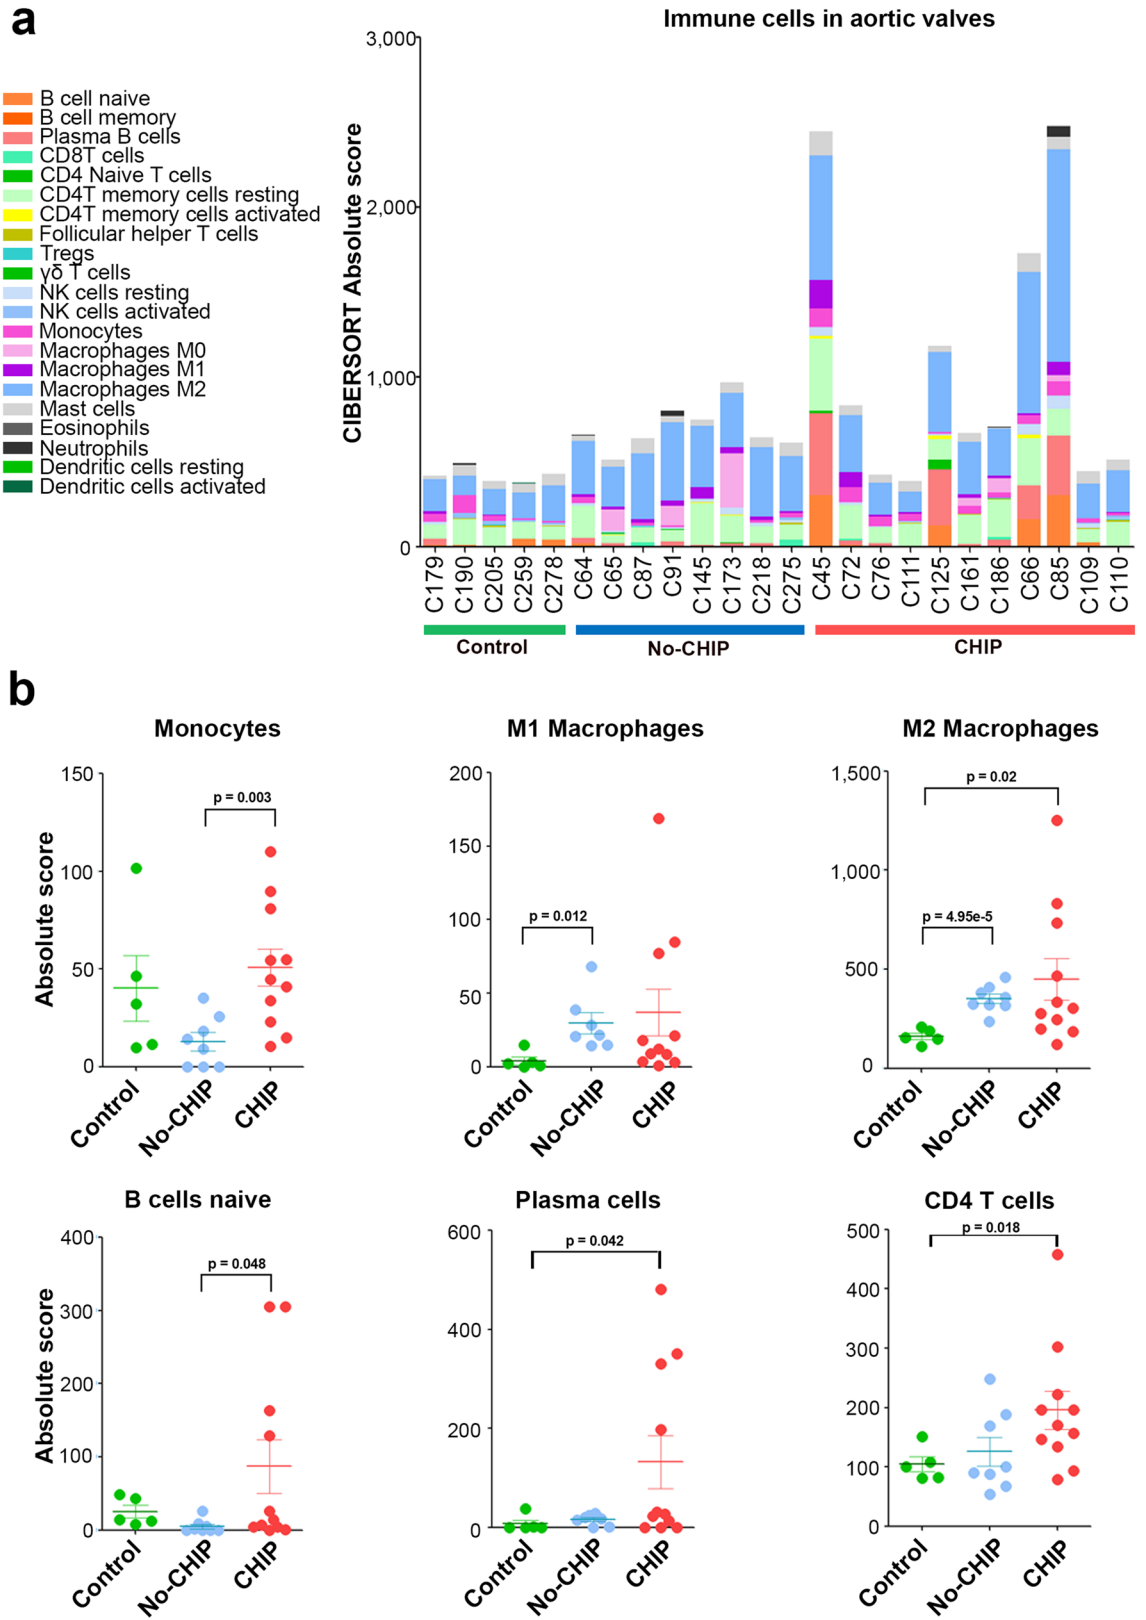 a
Immune cells in aortic valves
B cell naive
B cell memory
Plasma B cells
CD8T cells
CD4 Naive T cells
CD4T memory cells resting
CD4T memory cells activated
Follicular helper T cells
Tregs
γδ T cells
NK cells resting
NK cells activated
Monocytes
Macrophages M0
Macrophages M1
Macrophages M2
Mast cells
Eosinophils
Neutrophils
Dendritic cells resting
Dendritic cells activated
CIBERSORT Absolute score
3,000
2,000
1,000
0
C179 C190 C205 C259 C278 C64 C65 C87 C91 C145 C173 C218 C275 C45 C72 C76 C111 C125 C161 C186 C66 C85 C109 C110
Control No-CHIP CHIP
b
Monocytes
Absolute score
150
100
50
0
p = 0.003
Control No-CHIP CHIP
M1 Macrophages
200
150
100
50
0
p = 0.012
Control No-CHIP CHIP
M2 Macrophages
1,500
1,000
500
0
p = 0.02
p = 4.95e-5
Control No-CHIP CHIP
B cells naive
Absolute score
400
300
200
100
0
p = 0.048
Control No-CHIP CHIP
Plasma cells
600
400
200
0
p = 0.042
Control No-CHIP CHIP
CD4 T cells
500
400
300
200
100
0
p = 0.018
Control No-CHIP CHIP